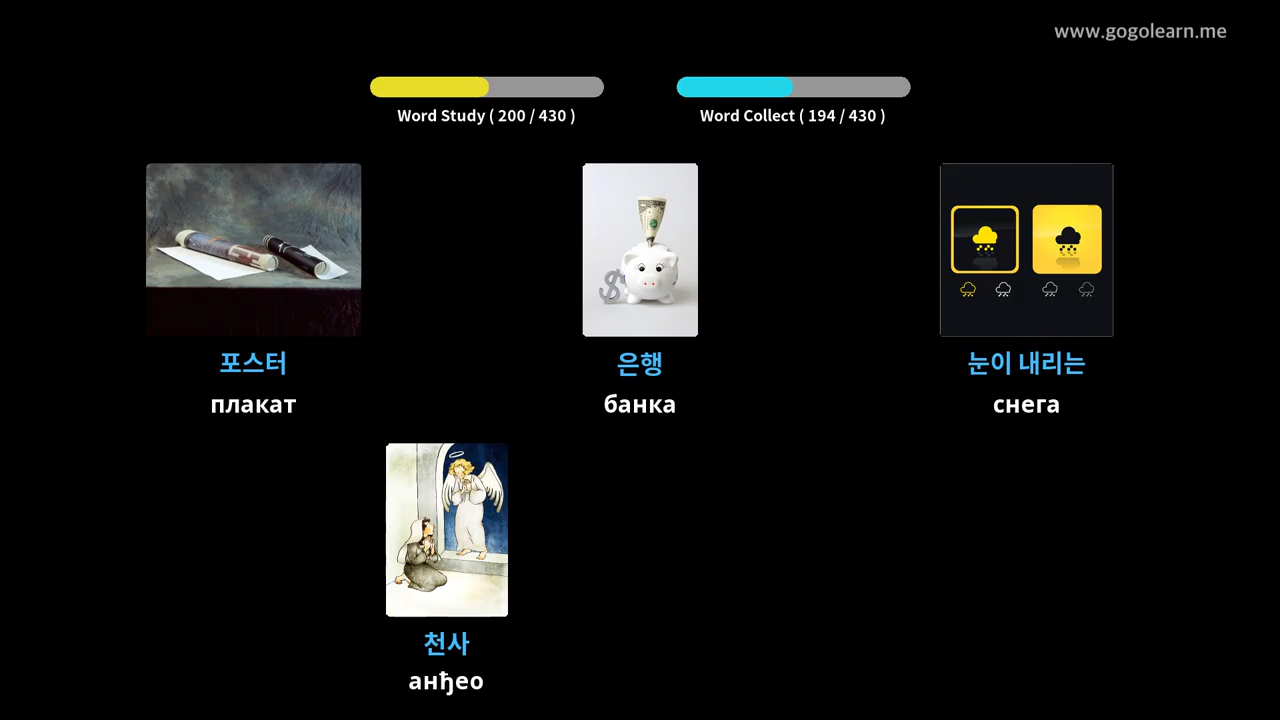 www.gogolearn.me
Word Study ( 200 / 430 )
Word Collect ( 194 / 430 )
포스터
плакат
은행
банка
눈이 내리는
снега
천사
анђео